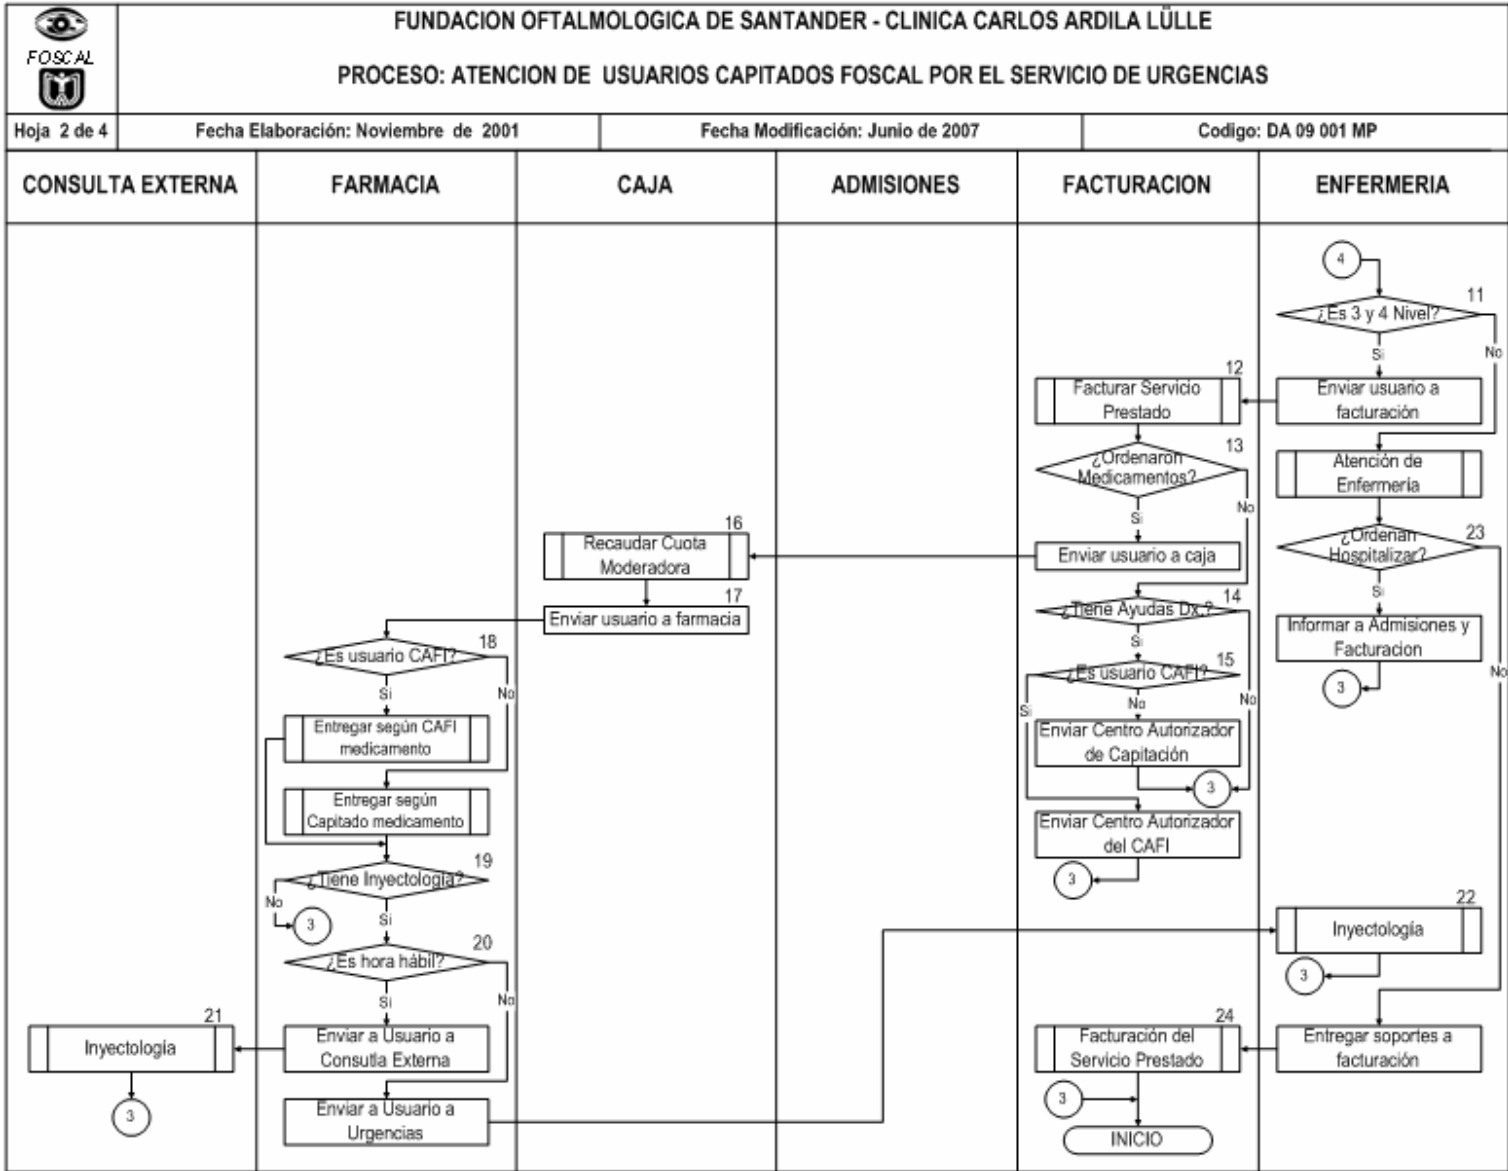 FUNDACION OFTALMOLOGICA DE SANTANDER - CLINICA CARLOS ARDILA LÜLLE
FOSCAL
PROCESO: ATENCION DE USUARIOS CAPITADOS FOSCAL POR EL SERVICIO DE URGENCIAS
Hoja 2 de 4
Fecha Elaboración: Noviembre de 2001
Fecha Modificación: Junio de 2007
Codigo: DA 09 001 MP
CONSULTA EXTERNA
FARMACIA
CAJA
ADMISIONES
FACTURACION
ENFERMERIA
4
11
¿Es 3 y 4 Nivel?
Si
No
12
Facturar Servicio
Prestado
Enviar usuario a
facturación
13
¿Ordenaron
Medicamentos?
Si
No
Atención de
Enfermería
16
Recaudar Cuota
Moderadora
Enviar usuario a caja
23
¿Ordenan
Hospitalizar?
Si
No
17
Enviar usuario a farmacia
14
¿Tiene Ayudas Dx.?
Si
No
Informar a Admisiones y
Facturacion
3
18
¿Es usuario CAFI?
Si
No
15
¿Es usuario CAFI?
Si
No
Entregar según CAFI
medicamento
Enviar Centro Autorizador
de Capitación
3
Entregar según
Capitado medicamento
Enviar Centro Autorizador
del CAFI
3
19
¿Tiene Inyectología?
No
Si
3
22
Inyectología
3
20
¿Es hora hábil?
Si
No
21
Inyectologia
3
Enviar a Usuario a
Consutla Externa
24
Facturación del
Servicio Prestado
Entregar soportes a
facturación
Enviar a Usuario a
Urgencias
3
INICIO